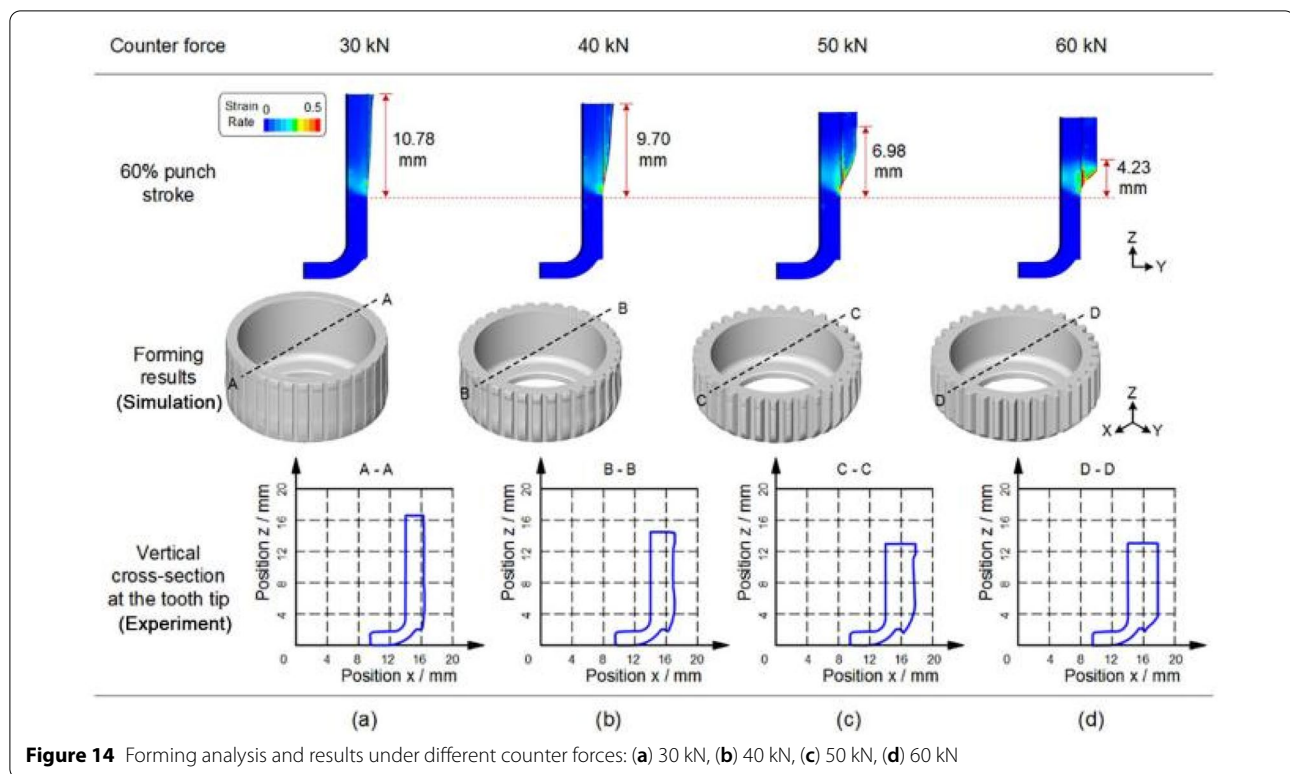 Counter force 30 kN 40 kN 50 kN 60 kN
Strain 0 0.5
Rate
60% punch
stroke
10.78
mm
9.70
mm
6.98
mm
4.23
mm
Z
Y
Forming
results
(Simulation)
A
A
B
B
C
C
D
D
Z
X Y
Vertical
cross-section
at the tooth tip
(Experiment)
A - A
Position z / mm
20
16
12
8
4
0 4 8 12 16 20
Position x / mm
B - B
Position z / mm
20
16
12
8
4
0 4 8 12 16 20
Position x / mm
C - C
Position z / mm
20
16
12
8
4
0 4 8 12 16 20
Position x / mm
D - D
Position z / mm
20
16
12
8
4
0 4 8 12 16 20
Position x / mm
(a) (b) (c) (d)
Figure 14 Forming analysis and results under different counter forces: (a) 30 kN, (b) 40 kN, (c) 50 kN, (d) 60 kN